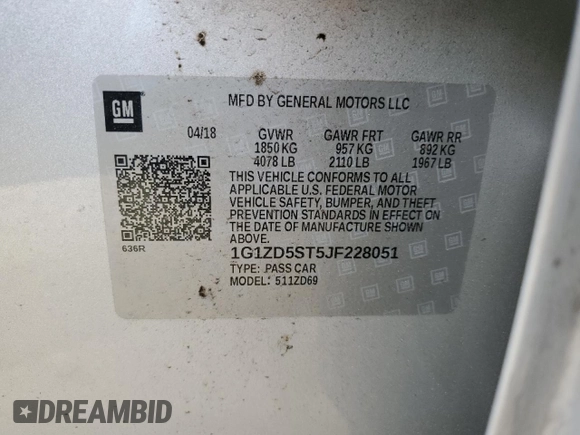 GM
MFD BY GENERAL MOTORS LLC
04/18 GVWR GAWR FRT GAWR RR
1850 KG 957 KG 892 KG
4078 LB 2110 LB 1967 LB
THIS VEHICLE CONFORMS TO ALL
APPLICABLE U.S. FEDERAL MOTOR
VEHICLE SAFETY, BUMPER, AND THEFT
PREVENTION STANDARDS IN EFFECT ON
THE DATE OF MANUFACTURE SHOWN
ABOVE.
636R
1G1ZD5ST5JF228051
TYPE: PASS CAR
MODEL: 511ZD69
DREAMBID